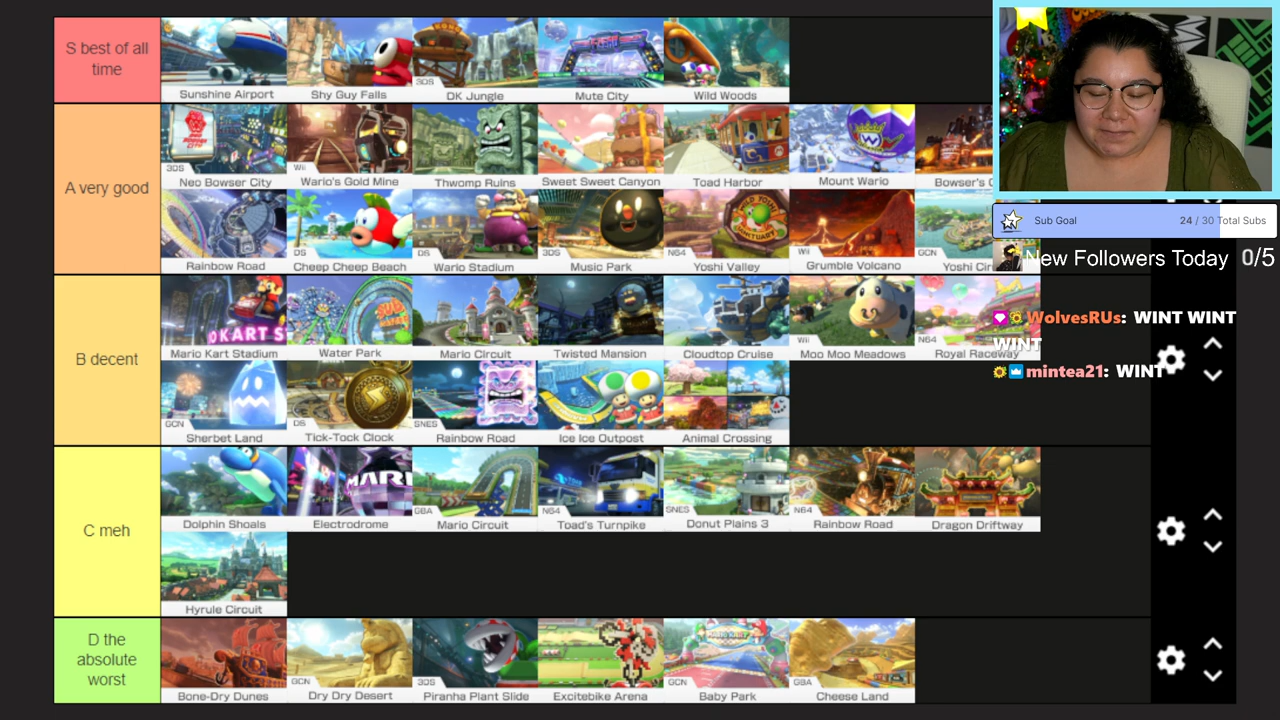 S best of all
time
Sunshine Airport
Shy Guy Falls
3DS
DK Jungle
Mute City
Wild Woods
A very good
3DS
Neo Bowser City
Wii
Wario's Gold Mine
Thwomp Ruins
Sweet Sweet Canyon
Toad Harbor
Mount Wario
Bowser's C
Rainbow Road
DS
Cheep Cheep Beach
DS
Wario Stadium
3DS
Music Park
N64
Yoshi Valley
Wii
Grumble Volcano
GCN
Yoshi Cir
B decent
Mario Kart Stadium
Water Park
Mario Circuit
Twisted Mansion
Cloudtop Cruise
Wii
Moo Moo Meadows
N64
Royal Raceway
GCN
Sherbet Land
DS
Tick-Tock Clock
SNES
Rainbow Road
Ice Ice Outpost
Animal Crossing
C meh
Dolphin Shoals
Electrodrome
GBA
Mario Circuit
N64
Toad's Turnpike
SNES
Donut Plains 3
N64
Rainbow Road
Dragon Driftway
Hyrule Circuit
D the
absolute
worst
Bone-Dry Dunes
GCN
Dry Dry Desert
3DS
Piranha Plant Slide
Excitebike Arena
GCN
Baby Park
GBA
Cheese Land
Sub Goal
24 / 30 Total Subs
New Followers Today 0/5
WolvesRUs: WINT WINT
WINT
mintea21: WINT